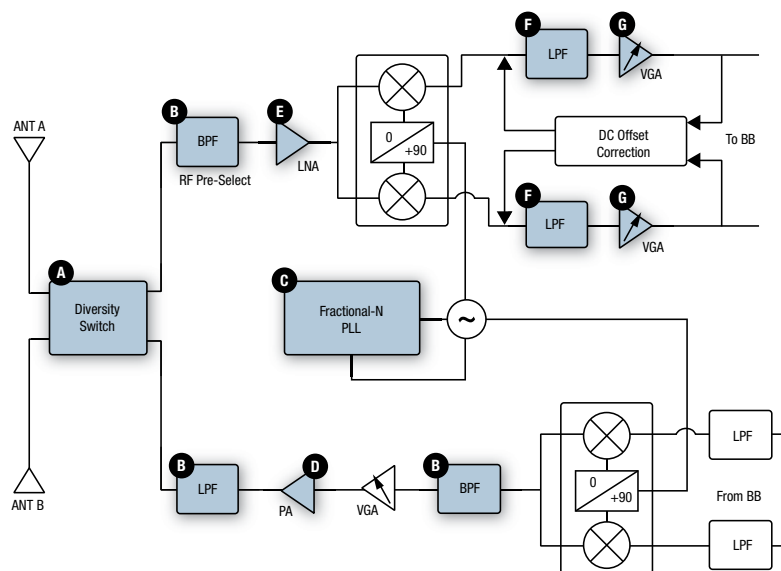 F
LPF
G
VGA
B
BPF
RF Pre-Select
E
LNA
0
+90
DC Offset
Correction
To BB
F
LPF
G
VGA
ANT A
A
Diversity
Switch
C
Fractional-N
PLL
~
ANT B
B
LPF
D
PA
VGA
B
BPF
0
+90
LPF
From BB
LPF